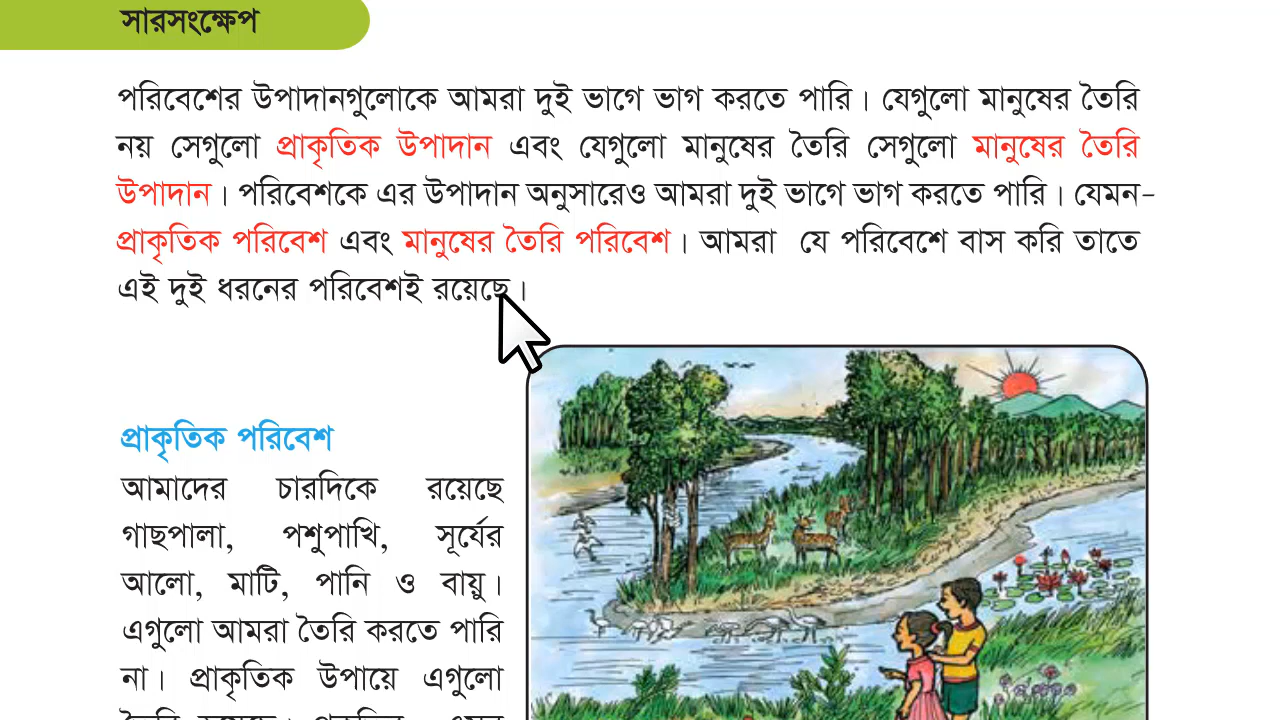 সারসংক্ষেপ
পরিবেশের উপাদানগুলোকে আমরা দুই ভাগে ভাগ করতে পারি। যেগুলো মানুষের তৈরি
নয় সেগুলো প্রাকৃতিক উপাদান এবং যেগুলো মানুষের তৈরি সেগুলো মানুষের তৈরি
উপাদান। পরিবেশকে এর উপাদান অনুসারেও আমরা দুই ভাগে ভাগ করতে পারি। যেমন-
প্রাকৃতিক পরিবেশ এবং মানুষের তৈরি পরিবেশ। আমরা যে পরিবেশে বাস করি তাতে
এই দুই ধরনের পরিবেশই রয়েছে।
প্রাকৃতিক পরিবেশ
আমাদের চারদিকে রয়েছে
গাছপালা, পশুপাখি, সূর্যের
আলো, মাটি, পানি ও বায়ু।
এগুলো আমরা তৈরি করতে পারি
না। প্রাকৃতিক উপায়ে এগুলো